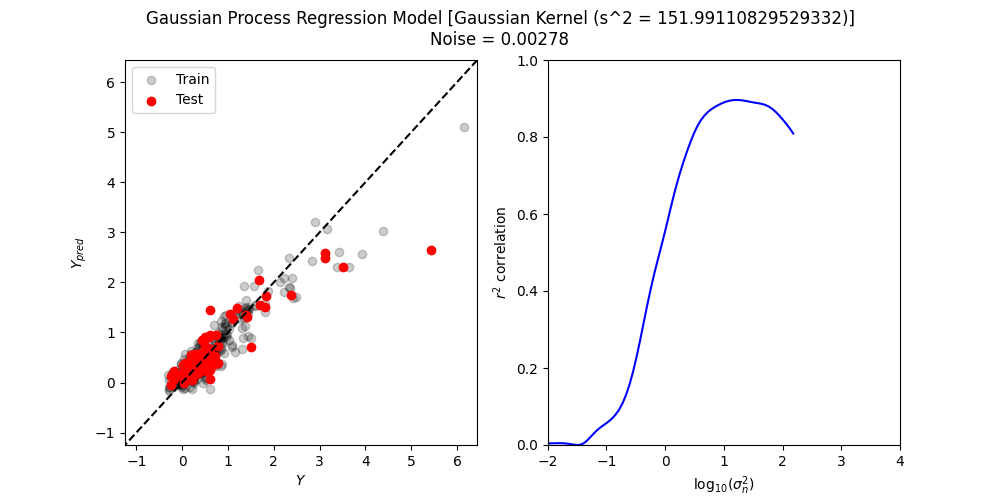 Gaussian Process Regression Model [Gaussian Kernel (s^2 = 151.99110829529332)]
Noise = 0.00278
Train
Test
6
5
4
3
2
1
0
−1
Y_pred
−1 0 1 2 3 4 5 6
Y
1.0
0.8
0.6
0.4
0.2
0.0
r² correlation
−2 −1 0 1 2 3 4
log₁₀(σₙ²)